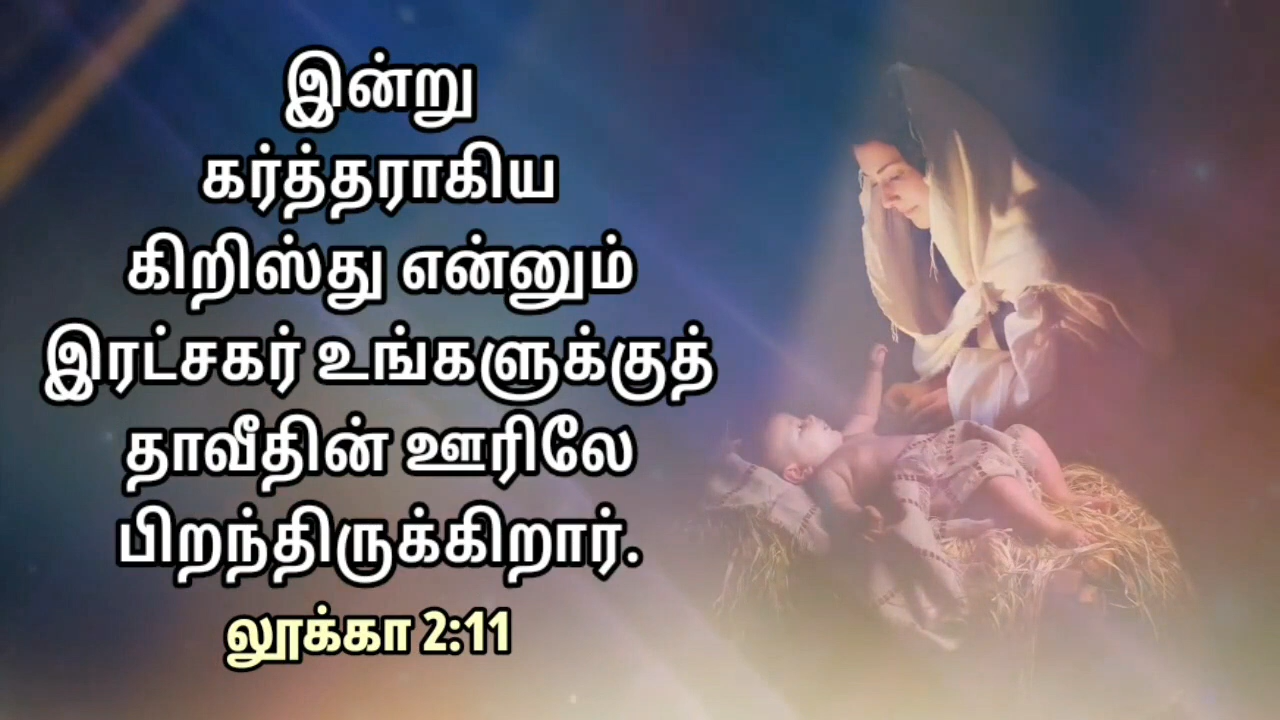 இன்று
கர்த்தராகிய
கிறிஸ்து என்னும்
இரட்சகர் உங்களுக்குத்
தாவீதின் ஊரிலே
பிறந்திருக்கிறார்.
லூக்கா 2:11